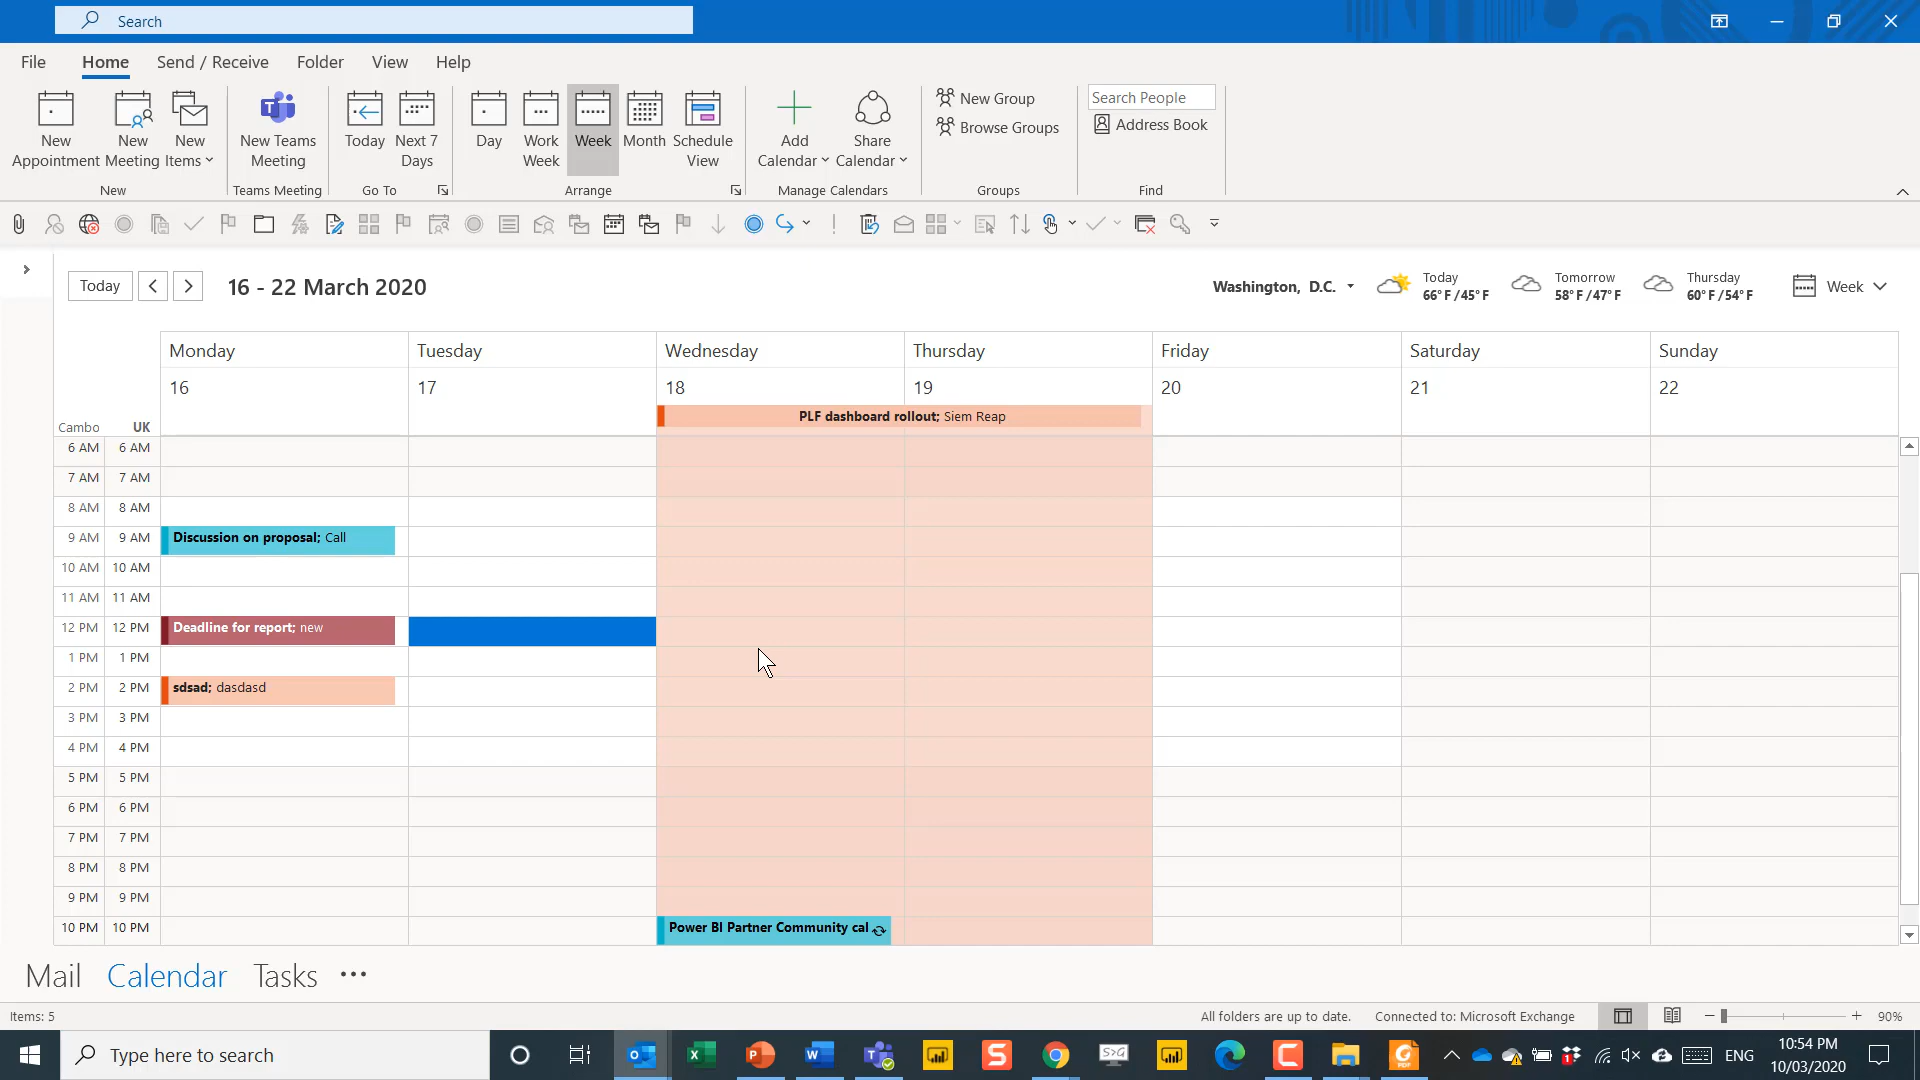 Search
File Home Send / Receive Folder View Help
New Appointment
New Meeting
New Items
New
New Teams Meeting
Teams Meeting
Today
Next 7 Days
Go To
Day
Work Week
Week
Month
Schedule View
Arrange
Add Calendar
Share Calendar
Manage Calendars
New Group
Browse Groups
Groups
Search People
Address Book
Find
Today
16 - 22 March 2020
Washington, D.C.
Today
66°F/45°F
Tomorrow
58°F/47°F
Thursday
60°F/54°F
Week
Monday Tuesday Wednesday Thursday Friday Saturday Sunday
16 17 18 19 20 21 22
PLF dashboard rollout; Siem Reap
Cambo UK
6 AM 6 AM
7 AM 7 AM
8 AM 8 AM
9 AM 9 AM Discussion on proposal; Call
10 AM 10 AM
11 AM 11 AM
12 PM 12 PM Deadline for report; new
1 PM 1 PM
2 PM 2 PM sdsad; dasdasd
3 PM 3 PM
4 PM 4 PM
5 PM 5 PM
6 PM 6 PM
7 PM 7 PM
8 PM 8 PM
9 PM 9 PM
10 PM 10 PM Power BI Partner Community cal
Mail Calendar Tasks ···
Items: 5
All folders are up to date. Connected to: Microsoft Exchange
90%
Type here to search
ENG
10:54 PM
10/03/2020